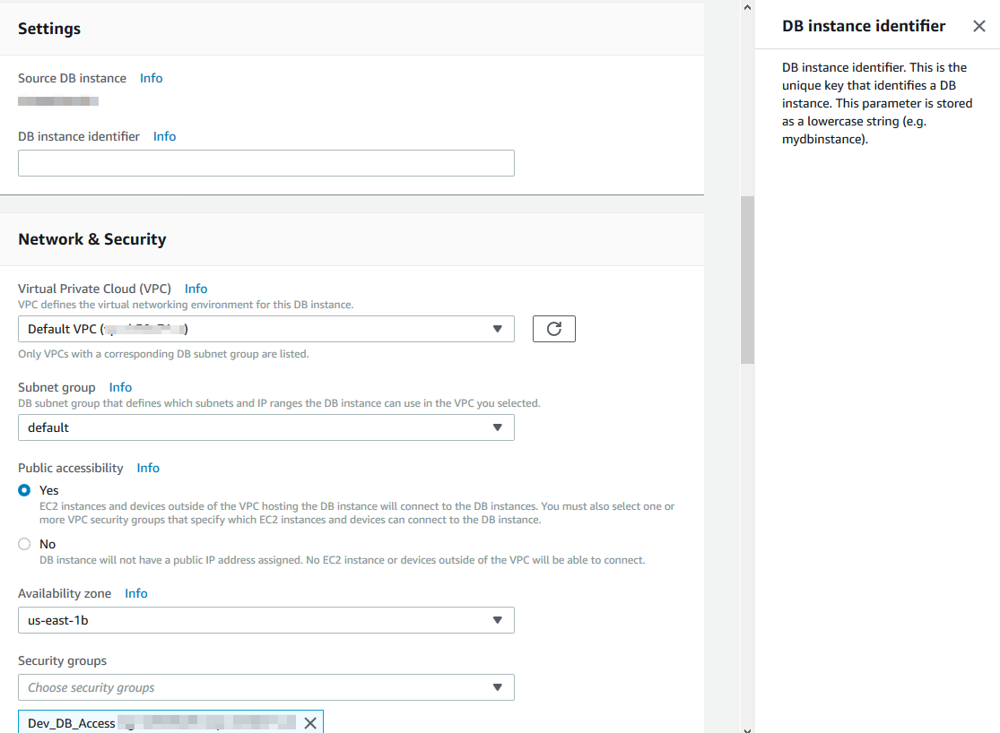 Settings
Source DB instance Info
DB instance identifier Info
Network & Security
Virtual Private Cloud (VPC) Info
VPC defines the virtual networking environment for this DB instance.
Default VPC ( )
Only VPCs with a corresponding DB subnet group are listed.
Subnet group Info
DB subnet group that defines which subnets and IP ranges the DB instance can use in the VPC you selected.
default
Public accessibility Info
Yes
EC2 instances and devices outside of the VPC hosting the DB instance will connect to the DB instances. You must also select one or
more VPC security groups that specify which EC2 instances and devices can connect to the DB instance.
No
DB instance will not have a public IP address assigned. No EC2 instance or devices outside of the VPC will be able to connect.
Availability zone Info
us-east-1b
Security groups
Choose security groups
Dev_DB_Access
DB instance identifier
DB instance identifier. This is the
unique key that identifies a DB
instance. This parameter is stored
as a lowercase string (e.g.
mydbinstance).